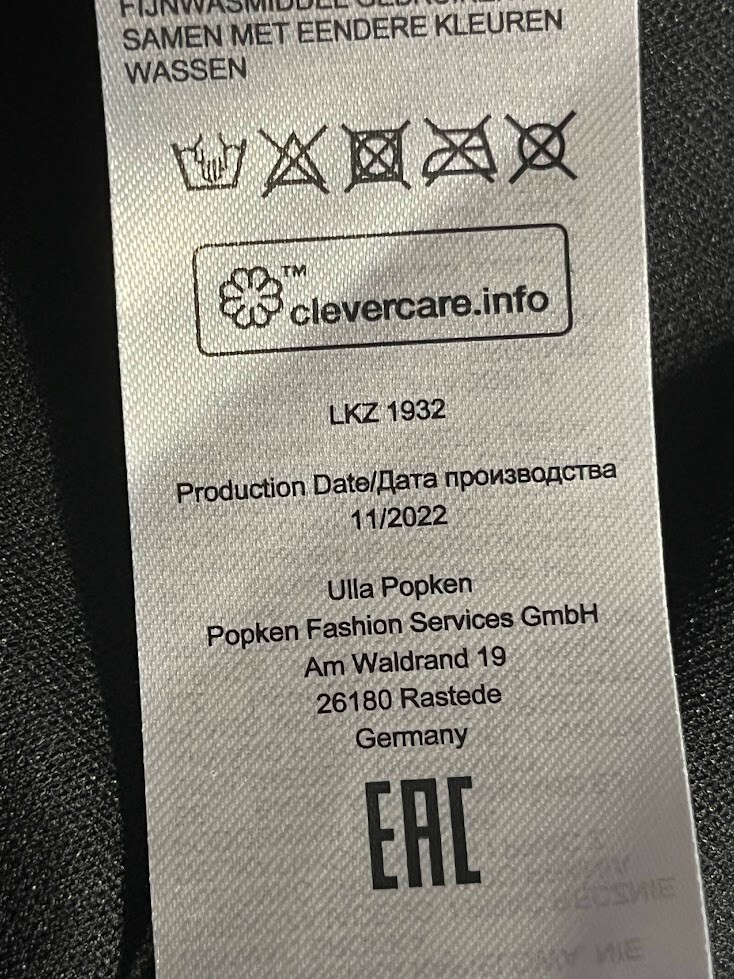 SAMEN MET EENDERE KLEUREN
WASSEN
™
clevercare.info
LKZ 1932
Production Date/Дата производства
11/2022
Ulla Popken
Popken Fashion Services GmbH
Am Waldrand 19
26180 Rastede
Germany
EAC